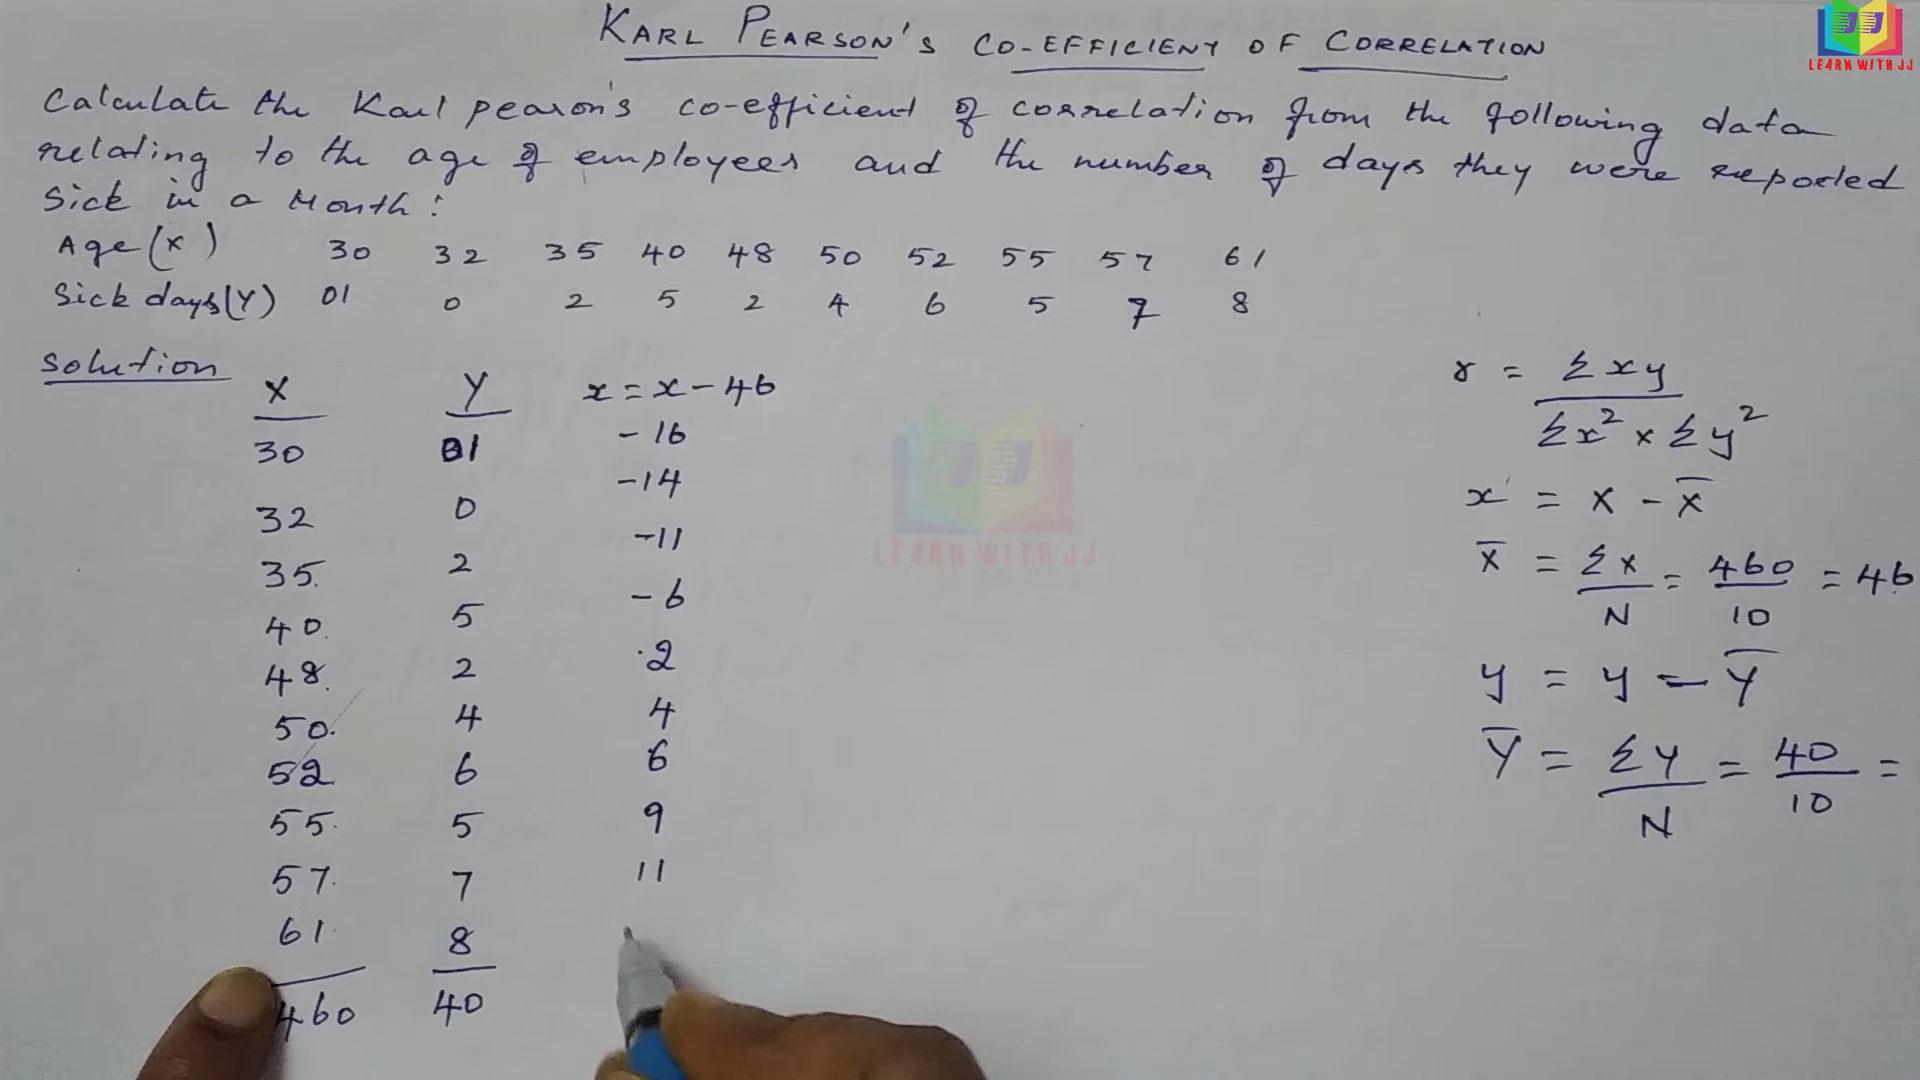 KARL PEARSON'S CO-EFFICIENT OF CORRELATION
LEARN WITH JJ
Calculate the Karl pearson's co-efficient of correlation from the following data
relating to the age of employees and the number of days they were reported
Sick in a Month:
Age (X) 30 32 35 40 48 50 52 55 57 61
Sick days (Y) 01 0 2 5 2 4 6 5 7 8
Solution
X Y x = x - 46
30 01 -16
32 0 -14
35. 2 -11
40. 5 -6
48. 2 2
50. 4 4
52 6 6
55. 5 9
57. 7 11
61. 8
460 40
LEARN WITH JJ
r = Σxy
Σx² × Σy²
x = X - X̅
X̅ = ΣX / N = 460 / 10 = 46
y = y - Y̅
Y̅ = ΣY / N = 40 / 10 =